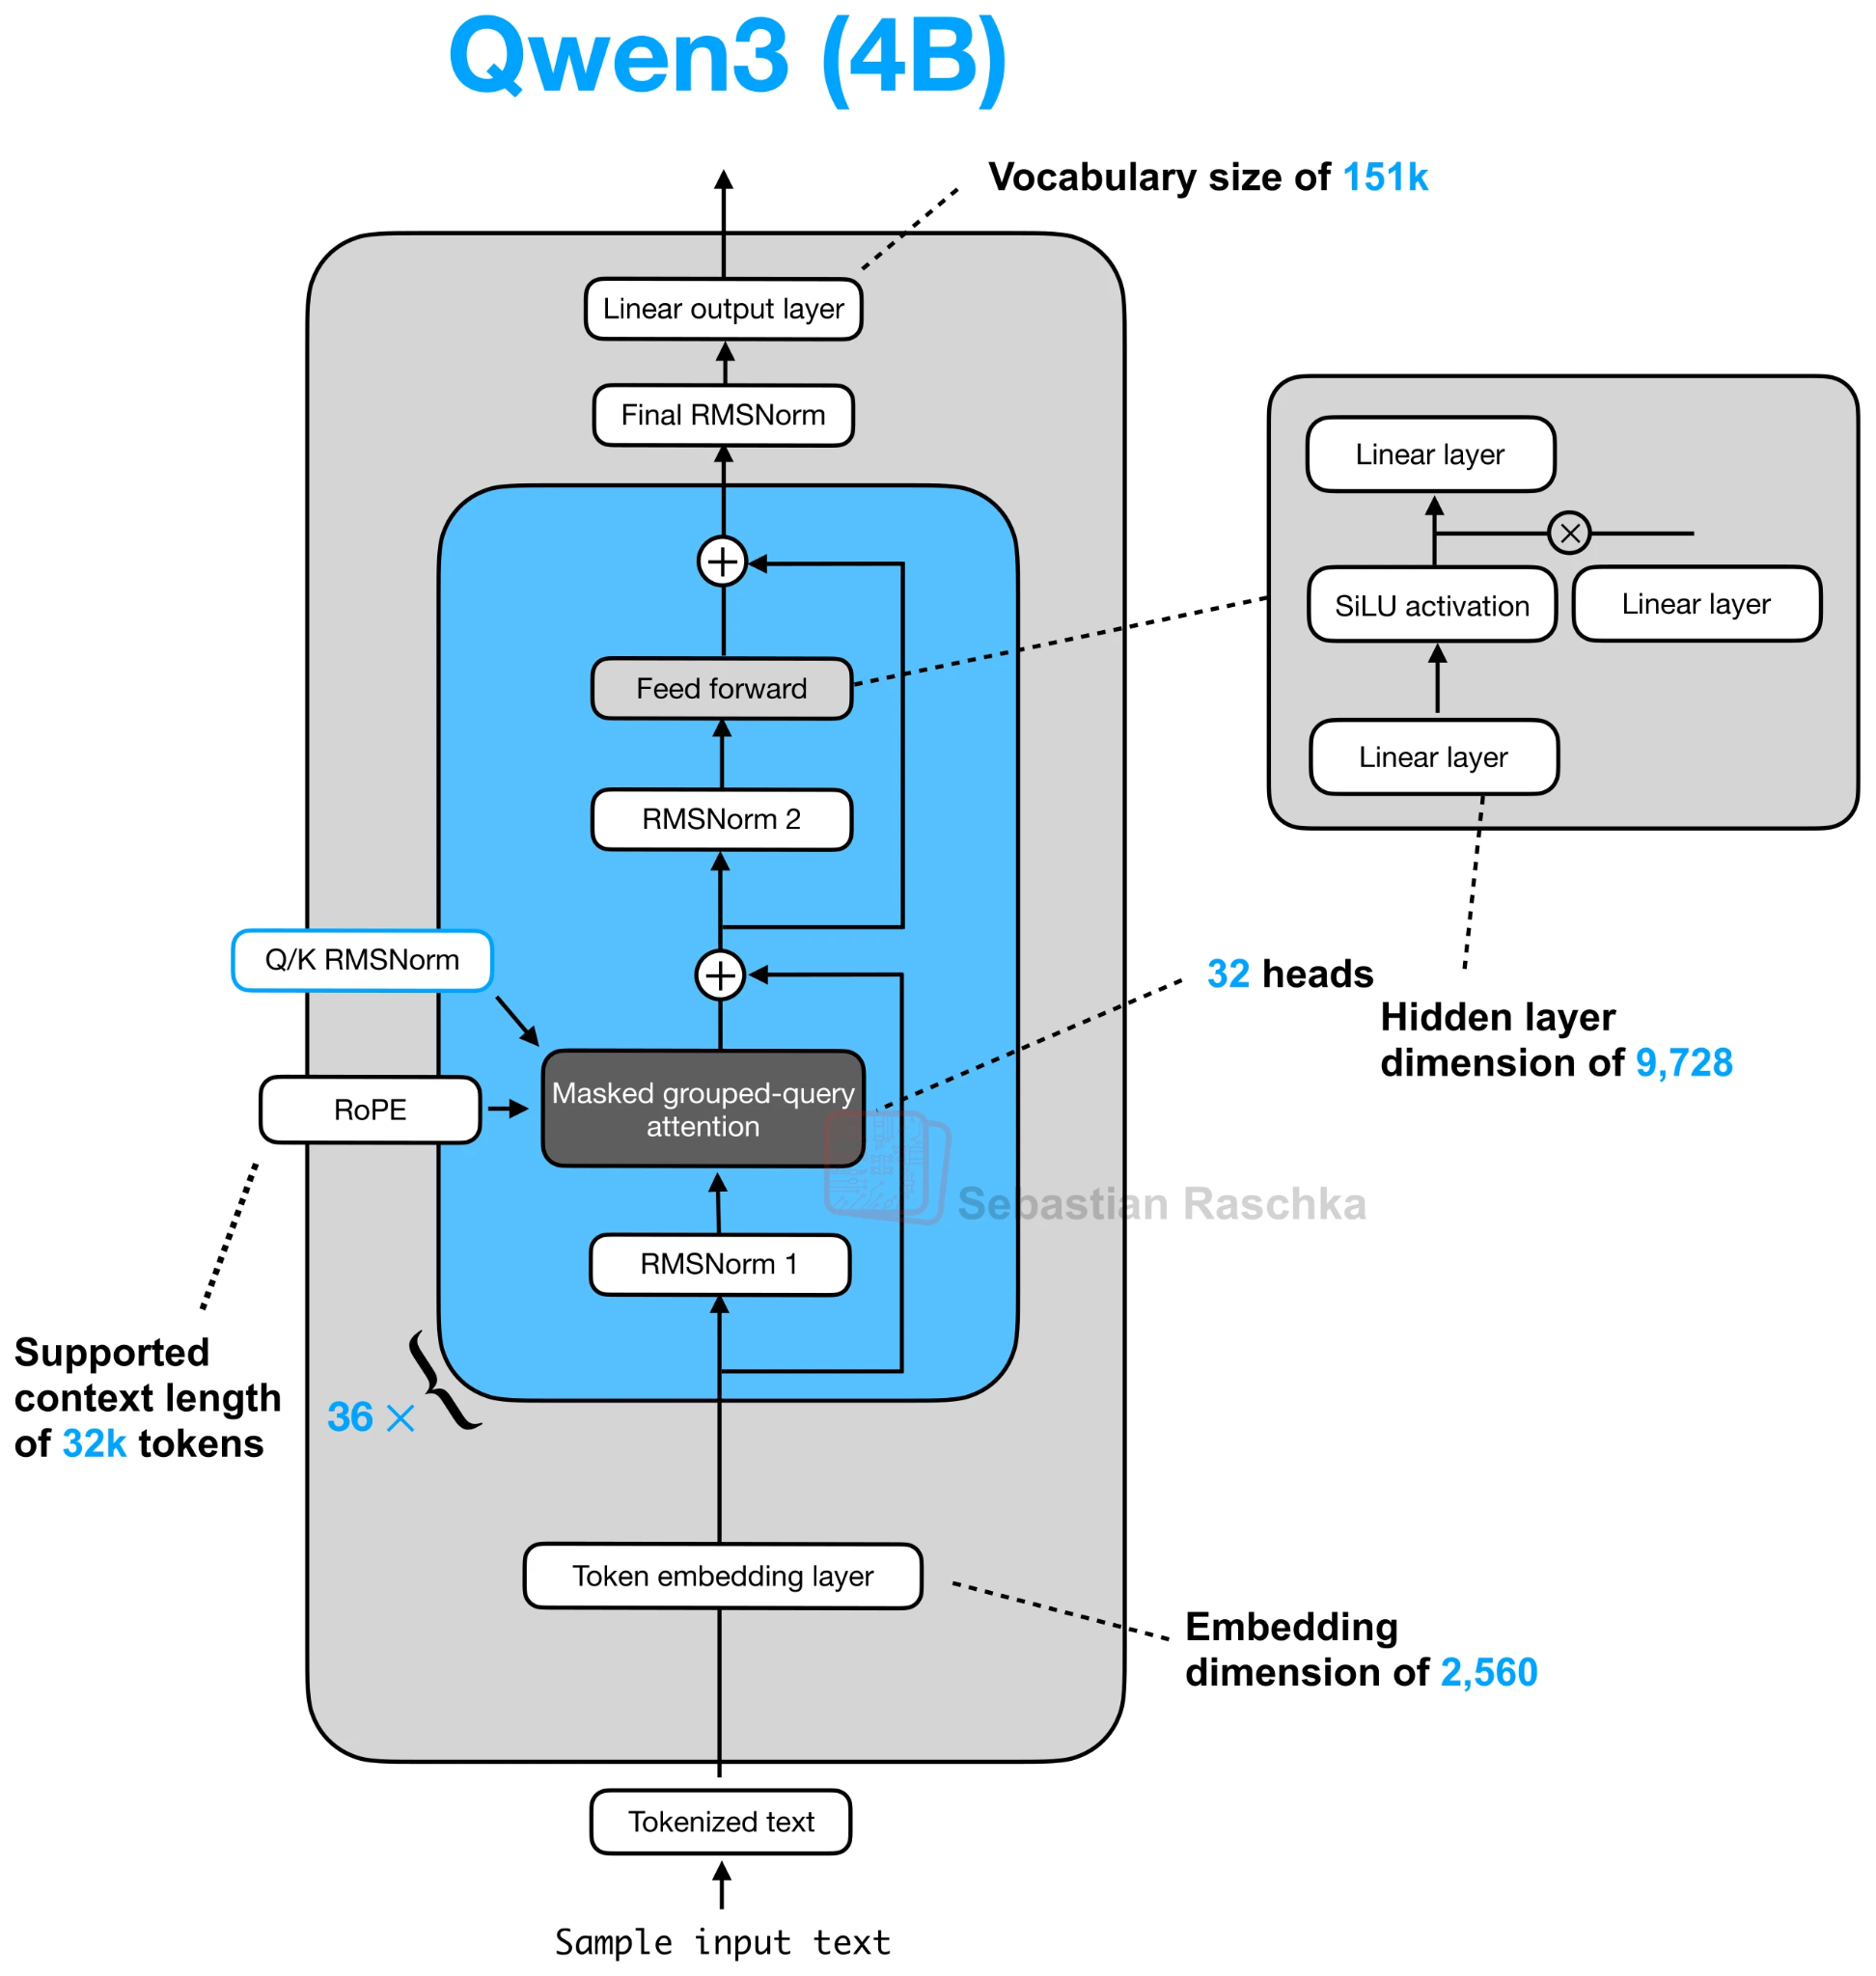 Qwen3 (4B)
Vocabulary size of 151k
Linear output layer
Final RMSNorm
Linear layer
SiLU activation
Linear layer
Linear layer
Feed forward
RMSNorm 2
Q/K RMSNorm
32 heads
Hidden layer
dimension of 9,728
Masked grouped-query
attention
RoPE
Sebastian Raschka
RMSNorm 1
Supported
context length
of 32k tokens
36 ×
Token embedding layer
Embedding
dimension of 2,560
Tokenized text
Sample input text